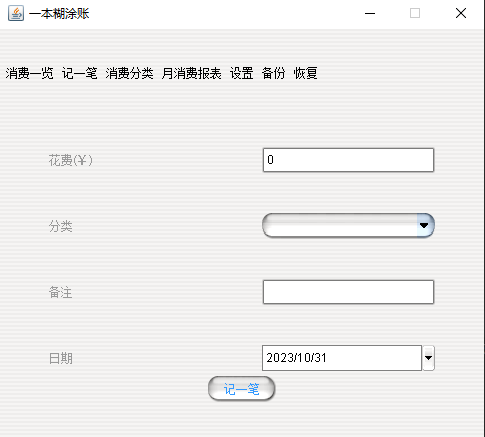 一本糊涂账
消费一览 记一笔 消费分类 月消费报表 设置 备份 恢复
花费(￥) 0
分类
备注
日期 2023/10/31
记一笔